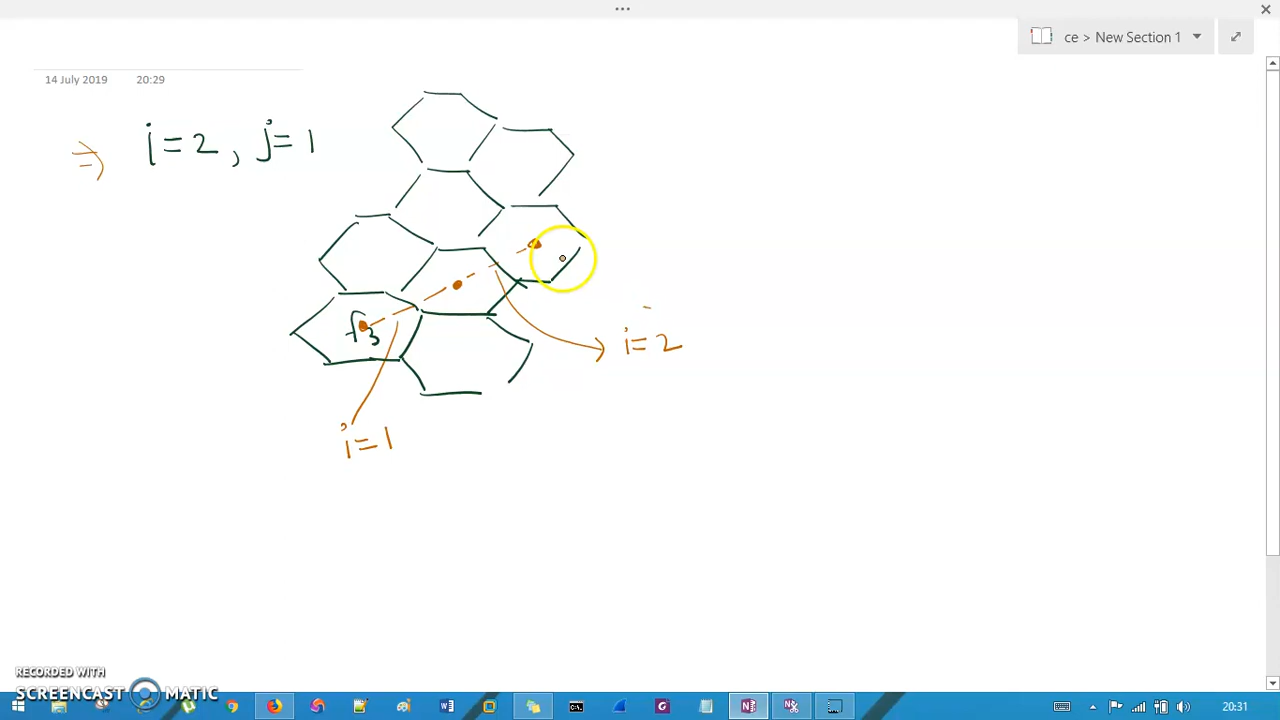 ce > New Section 1
14 July 2019 20:29
⇒ i = 2, j = 1
f3
i = 2
i = 1
RECORDED WITH
SCREENCAST MATIC
20:31